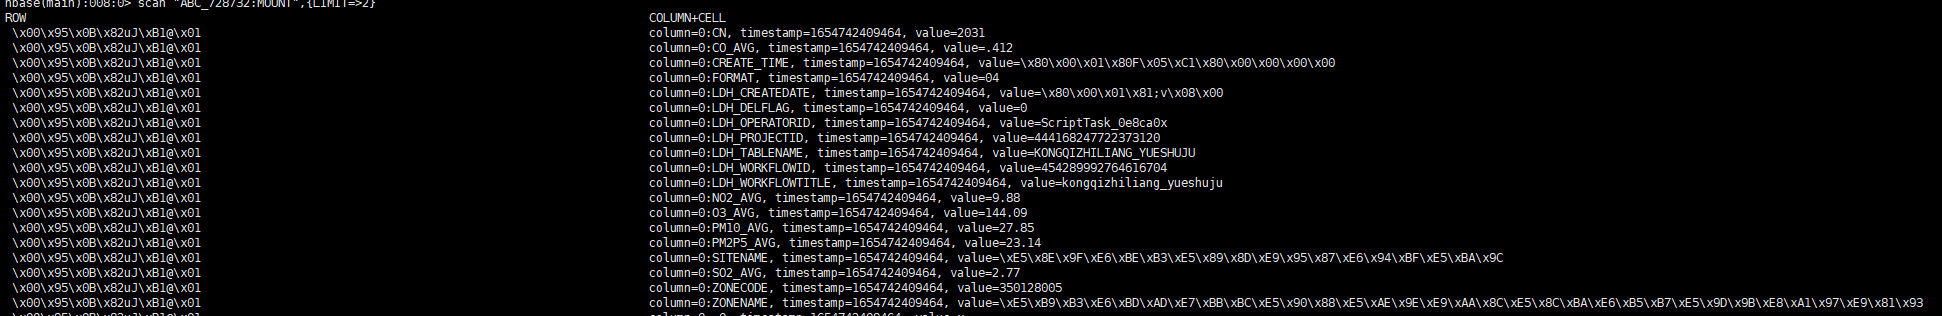 hbase(main):008:0> scan "ABC_728732:MOUNT",{LIMIT=>2}
ROW COLUMN+CELL
\x00\x95\x0B\x82uJ\xB1@\x01 column=0:CN, timestamp=1654742409464, value=2031
\x00\x95\x0B\x82uJ\xB1@\x01 column=0:CO_AVG, timestamp=1654742409464, value=.412
\x00\x95\x0B\x82uJ\xB1@\x01 column=0:CREATE_TIME, timestamp=1654742409464, value=\x80\x00\x01\x80F\x05\xC1\x80\x00\x00\x00\x00
\x00\x95\x0B\x82uJ\xB1@\x01 column=0:FORMAT, timestamp=1654742409464, value=04
\x00\x95\x0B\x82uJ\xB1@\x01 column=0:LDH_CREATEDATE, timestamp=1654742409464, value=\x80\x00\x01\x81;v\x08\x00
\x00\x95\x0B\x82uJ\xB1@\x01 column=0:LDH_DELFLAG, timestamp=1654742409464, value=0
\x00\x95\x0B\x82uJ\xB1@\x01 column=0:LDH_OPERATORID, timestamp=1654742409464, value=ScriptTask_0e8ca0x
\x00\x95\x0B\x82uJ\xB1@\x01 column=0:LDH_PROJECTID, timestamp=1654742409464, value=444168247722373120
\x00\x95\x0B\x82uJ\xB1@\x01 column=0:LDH_TABLENAME, timestamp=1654742409464, value=KONGQIZHILIANG_YUESHUJU
\x00\x95\x0B\x82uJ\xB1@\x01 column=0:LDH_WORKFLOWID, timestamp=1654742409464, value=454289992764616704
\x00\x95\x0B\x82uJ\xB1@\x01 column=0:LDH_WORKFLOWTITLE, timestamp=1654742409464, value=kongqizhiliang_yueshuju
\x00\x95\x0B\x82uJ\xB1@\x01 column=0:NO2_AVG, timestamp=1654742409464, value=9.88
\x00\x95\x0B\x82uJ\xB1@\x01 column=0:O3_AVG, timestamp=1654742409464, value=144.09
\x00\x95\x0B\x82uJ\xB1@\x01 column=0:PM10_AVG, timestamp=1654742409464, value=27.85
\x00\x95\x0B\x82uJ\xB1@\x01 column=0:PM2P5_AVG, timestamp=1654742409464, value=23.14
\x00\x95\x0B\x82uJ\xB1@\x01 column=0:SITENAME, timestamp=1654742409464, value=\xE5\x8E\x9F\xE6\xBE\xB3\xE5\x89\x8D\xE9\x95\x87\xE6\x94\xBF\xE5\xBA\x9C
\x00\x95\x0B\x82uJ\xB1@\x01 column=0:SO2_AVG, timestamp=1654742409464, value=2.77
\x00\x95\x0B\x82uJ\xB1@\x01 column=0:ZONECODE, timestamp=1654742409464, value=350128005
\x00\x95\x0B\x82uJ\xB1@\x01 column=0:ZONENAME, timestamp=1654742409464, value=\xE5\xB9\xB3\xE6\xBD\xAD\xE7\xBB\xBC\xE5\x90\x88\xE5\xAE\x9E\xE9\xAA\x8C\xE5\x8C\xBA\xE6\xB5\xB7\xE5\x9D\x9B\xE8\xA1\x97\xE9\x81\x93